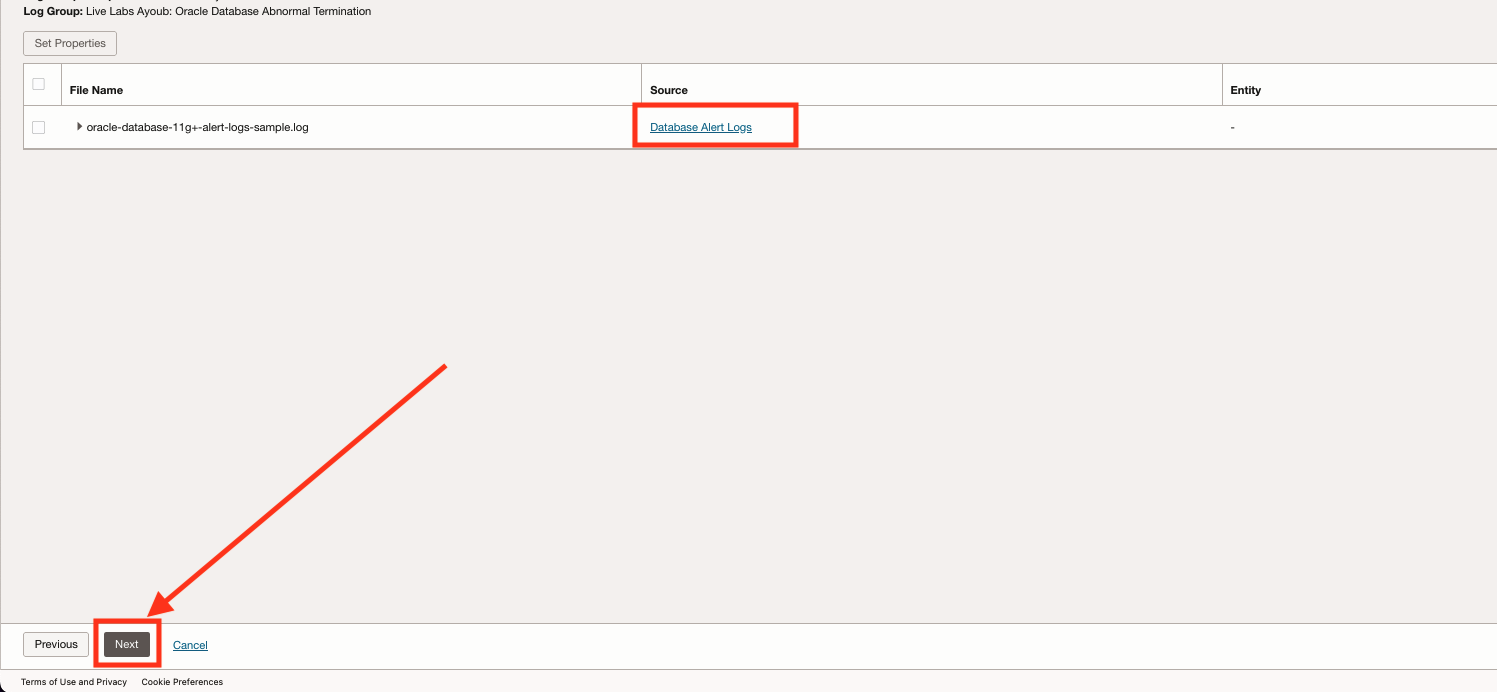 Log Group: Live Labs Ayoub: Oracle Database Abnormal Termination
Set Properties
File Name Source Entity
oracle-database-11g+-alert-logs-sample.log Database Alert Logs -
Previous Next Cancel
Terms of Use and Privacy Cookie Preferences